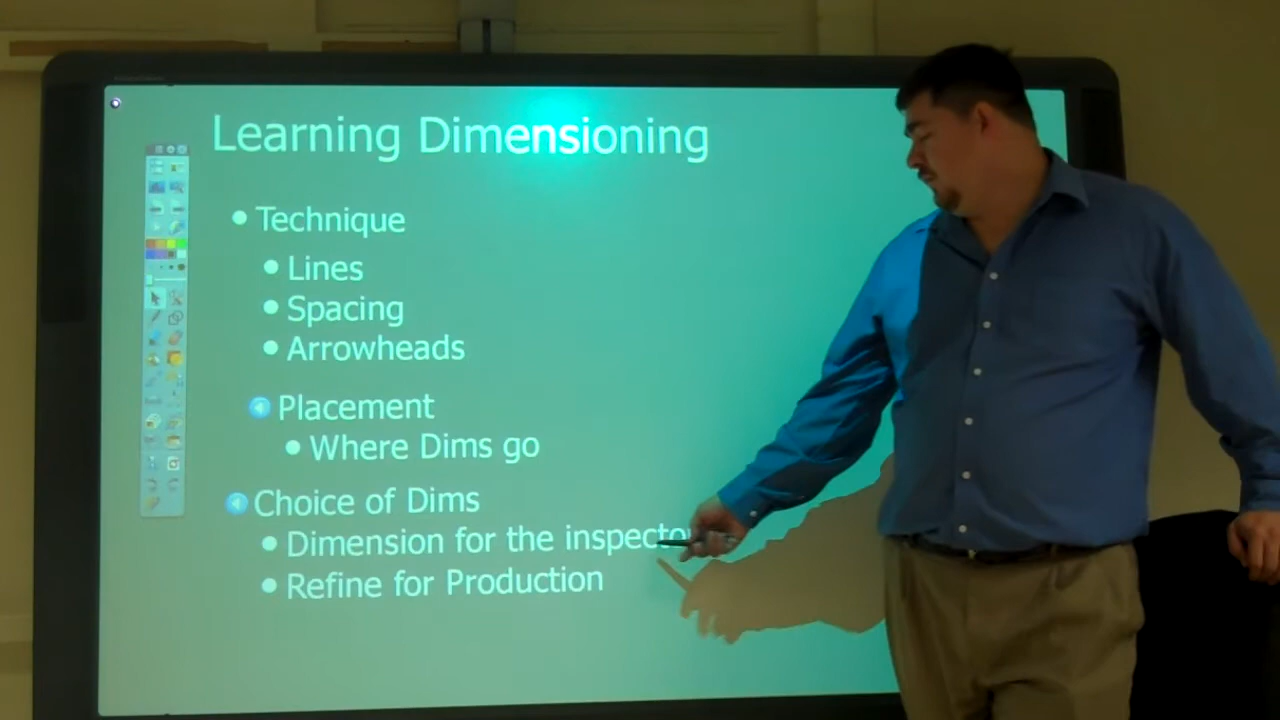 Learning Dimensioning
Technique
Lines
Spacing
Arrowheads
Placement
Where Dims go
Choice of Dims
Dimension for the inspector
Refine for Production